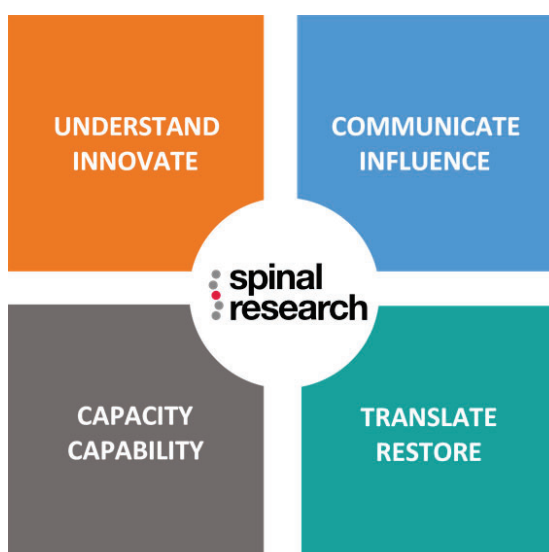 UNDERSTAND
INNOVATE
COMMUNICATE
INFLUENCE
spinal
research
CAPACITY
CAPABILITY
TRANSLATE
RESTORE